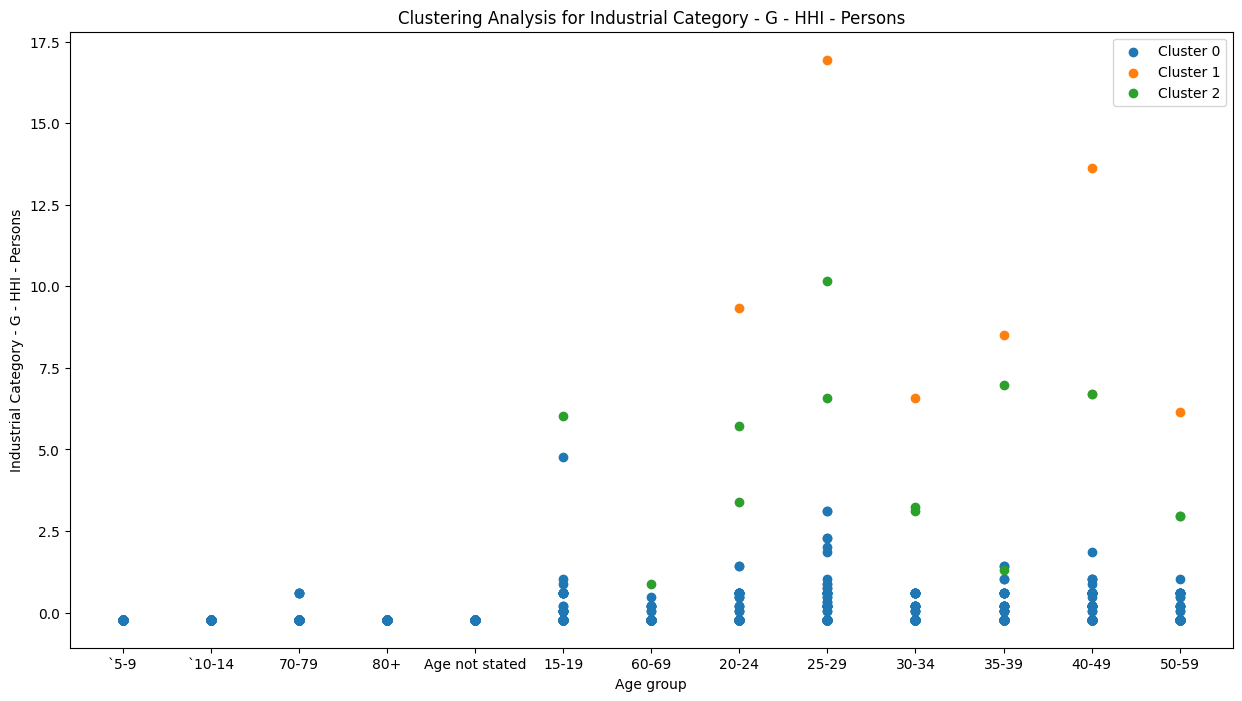 Clustering Analysis for Industrial Category - G - HHI - Persons
Cluster 0
Cluster 1
Cluster 2
Industrial Category - G - HHI - Persons
17.5
15.0
12.5
10.0
7.5
5.0
2.5
0.0
`5-9 `10-14 70-79 80+ Age not stated 15-19 60-69 20-24 25-29 30-34 35-39 40-49 50-59
Age group